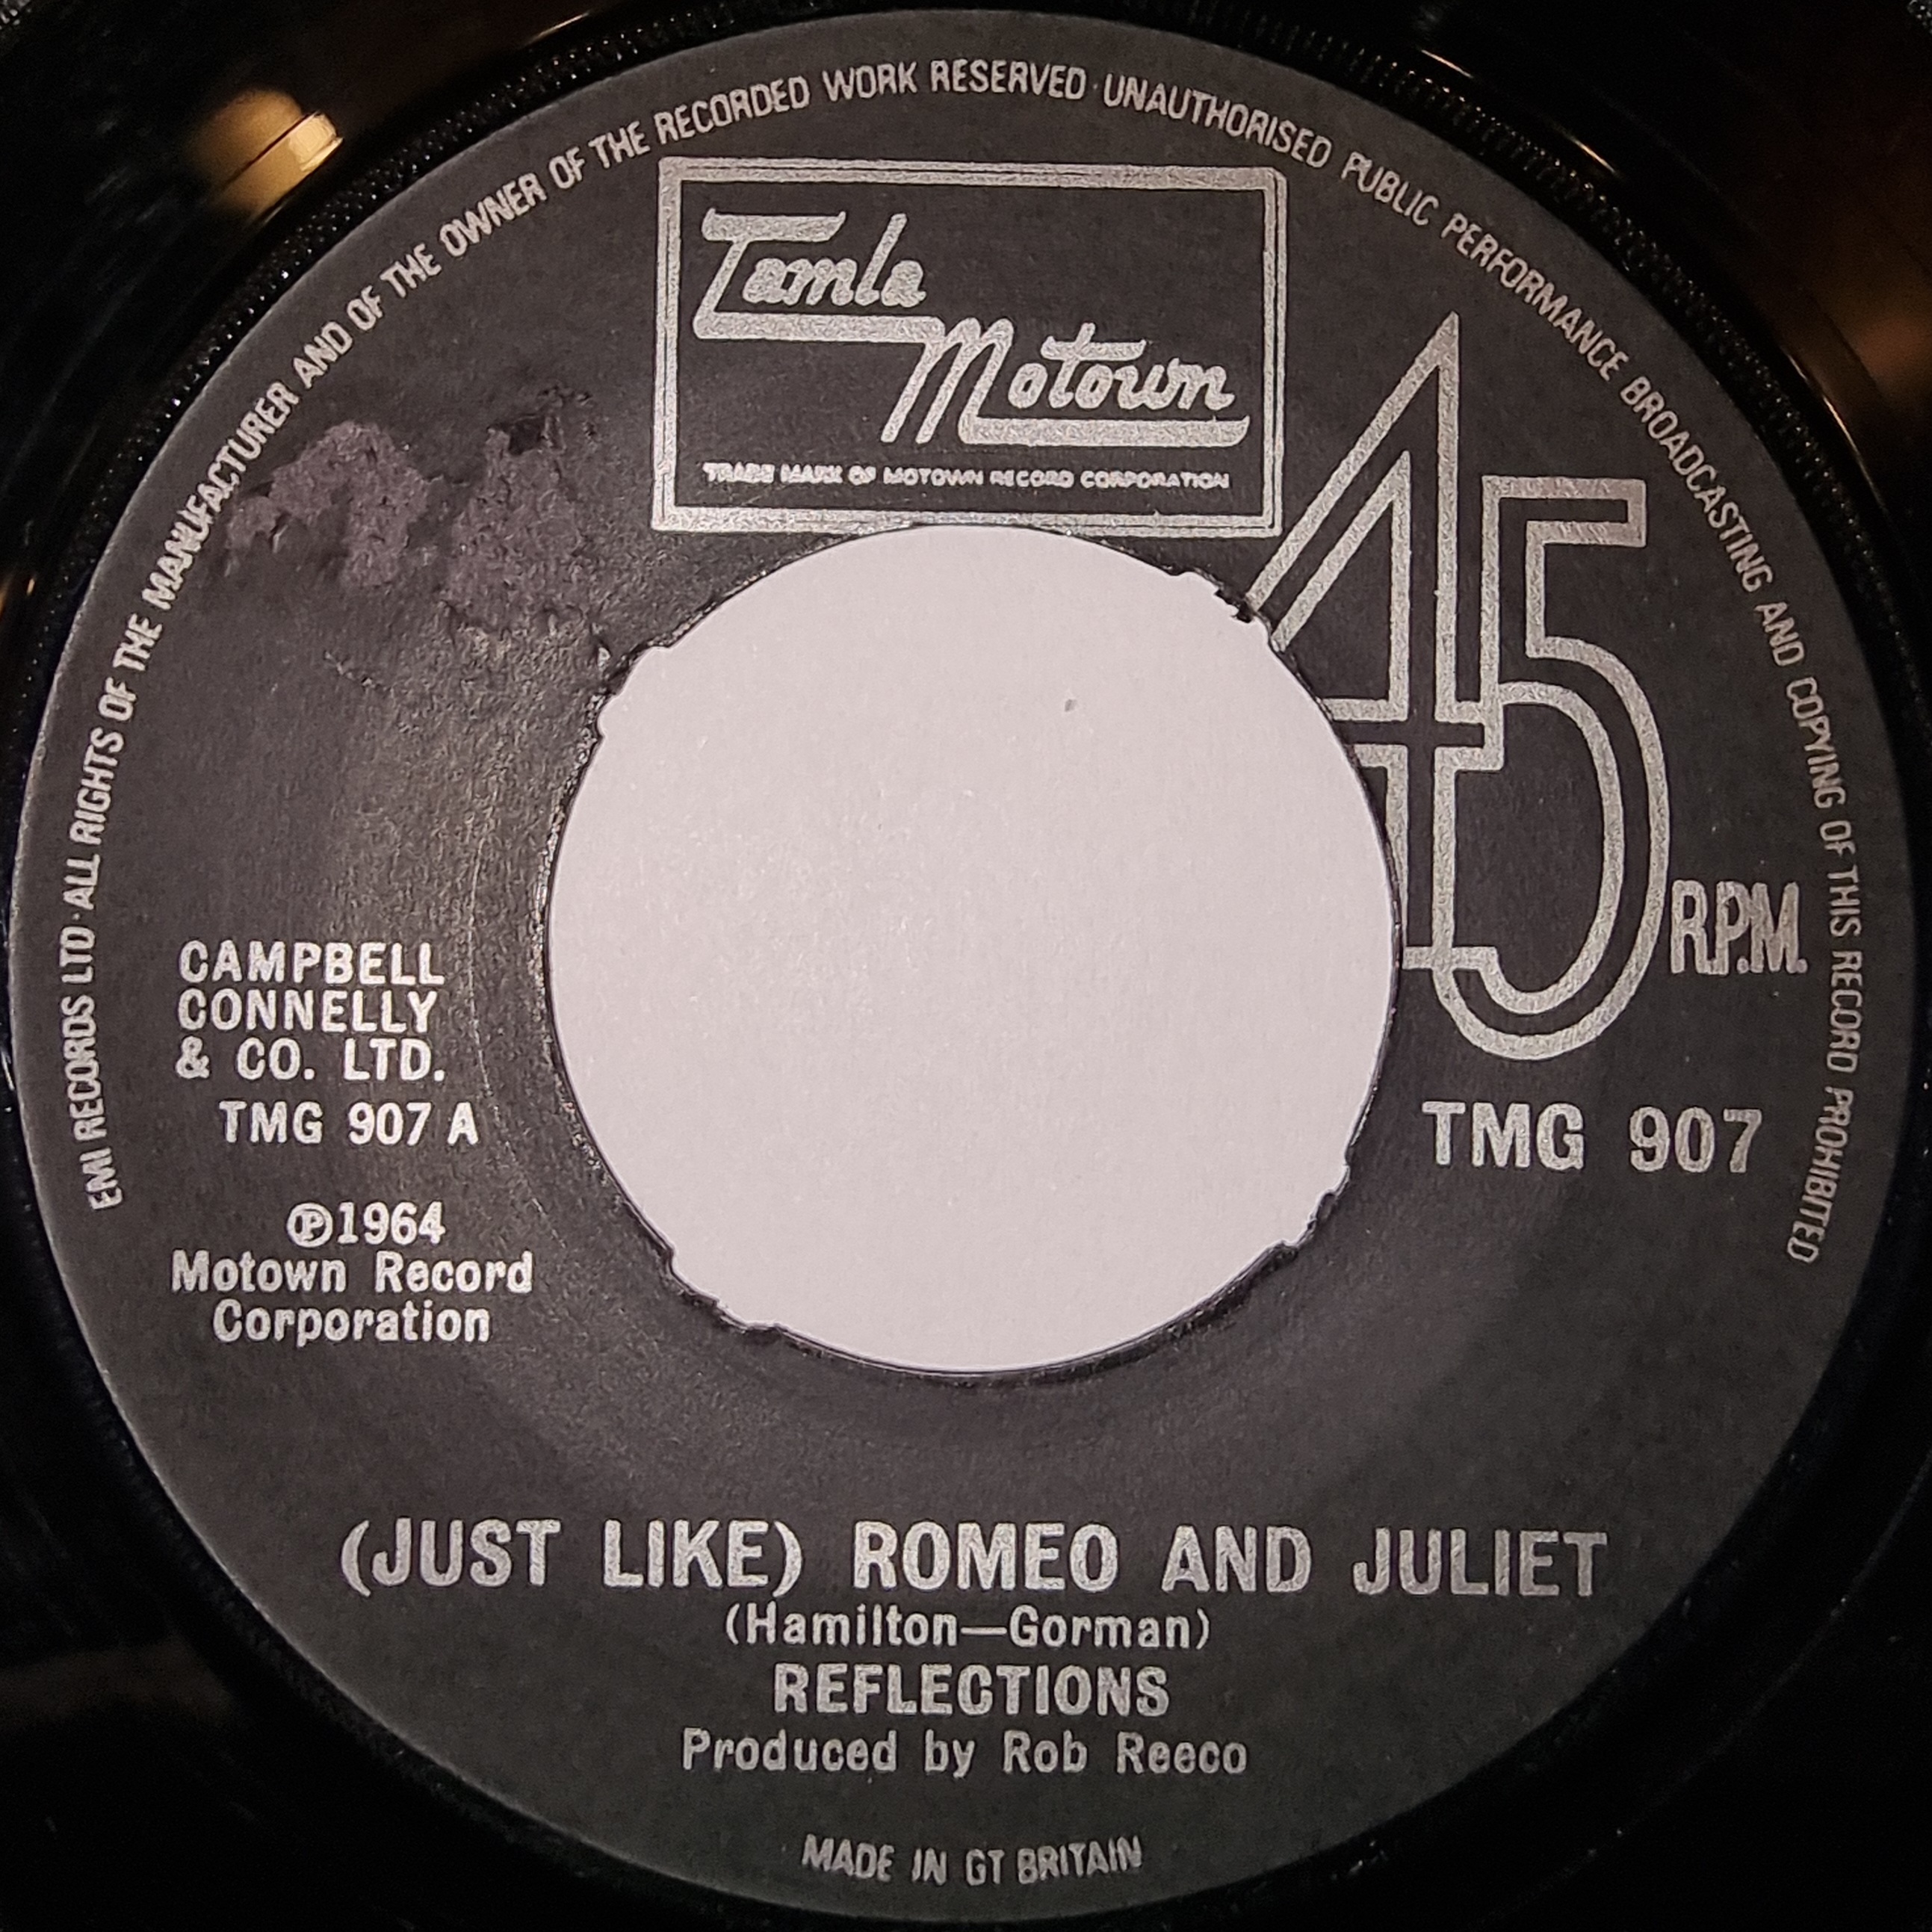 EMI RECORDS LTD · ALL RIGHTS OF THE MANUFACTURER AND OF THE OWNER OF THE RECORDED WORK RESERVED · UNAUTHORISED PUBLIC PERFORMANCE BROADCASTING AND COPYING OF THIS RECORD PROHIBITED
Tamla
Motown
TRADE MARK OF MOTOWN RECORD CORPORATION
45
R.P.M.
CAMPBELL
CONNELLY
& CO. LTD.
TMG 907 A
TMG 907
℗1964
Motown Record
Corporation
(JUST LIKE) ROMEO AND JULIET
(Hamilton—Gorman)
REFLECTIONS
Produced by Rob Reeco
MADE IN GT BRITAIN